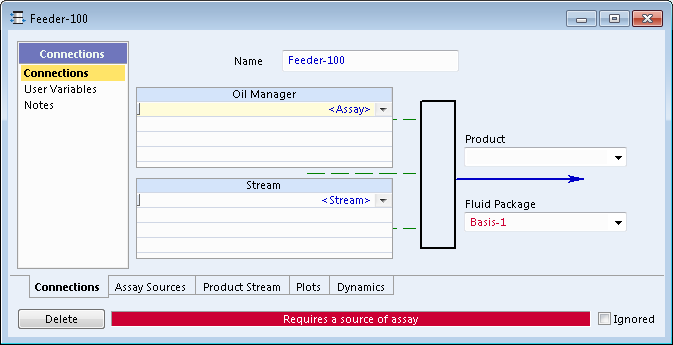 Feeder-100
Connections
Connections
User Variables
Notes
Name
Feeder-100
Oil Manager
<Assay>
Stream
<Stream>
Product
Fluid Package
Basis-1
Connections Assay Sources Product Stream Plots Dynamics
Delete
Requires a source of assay
Ignored